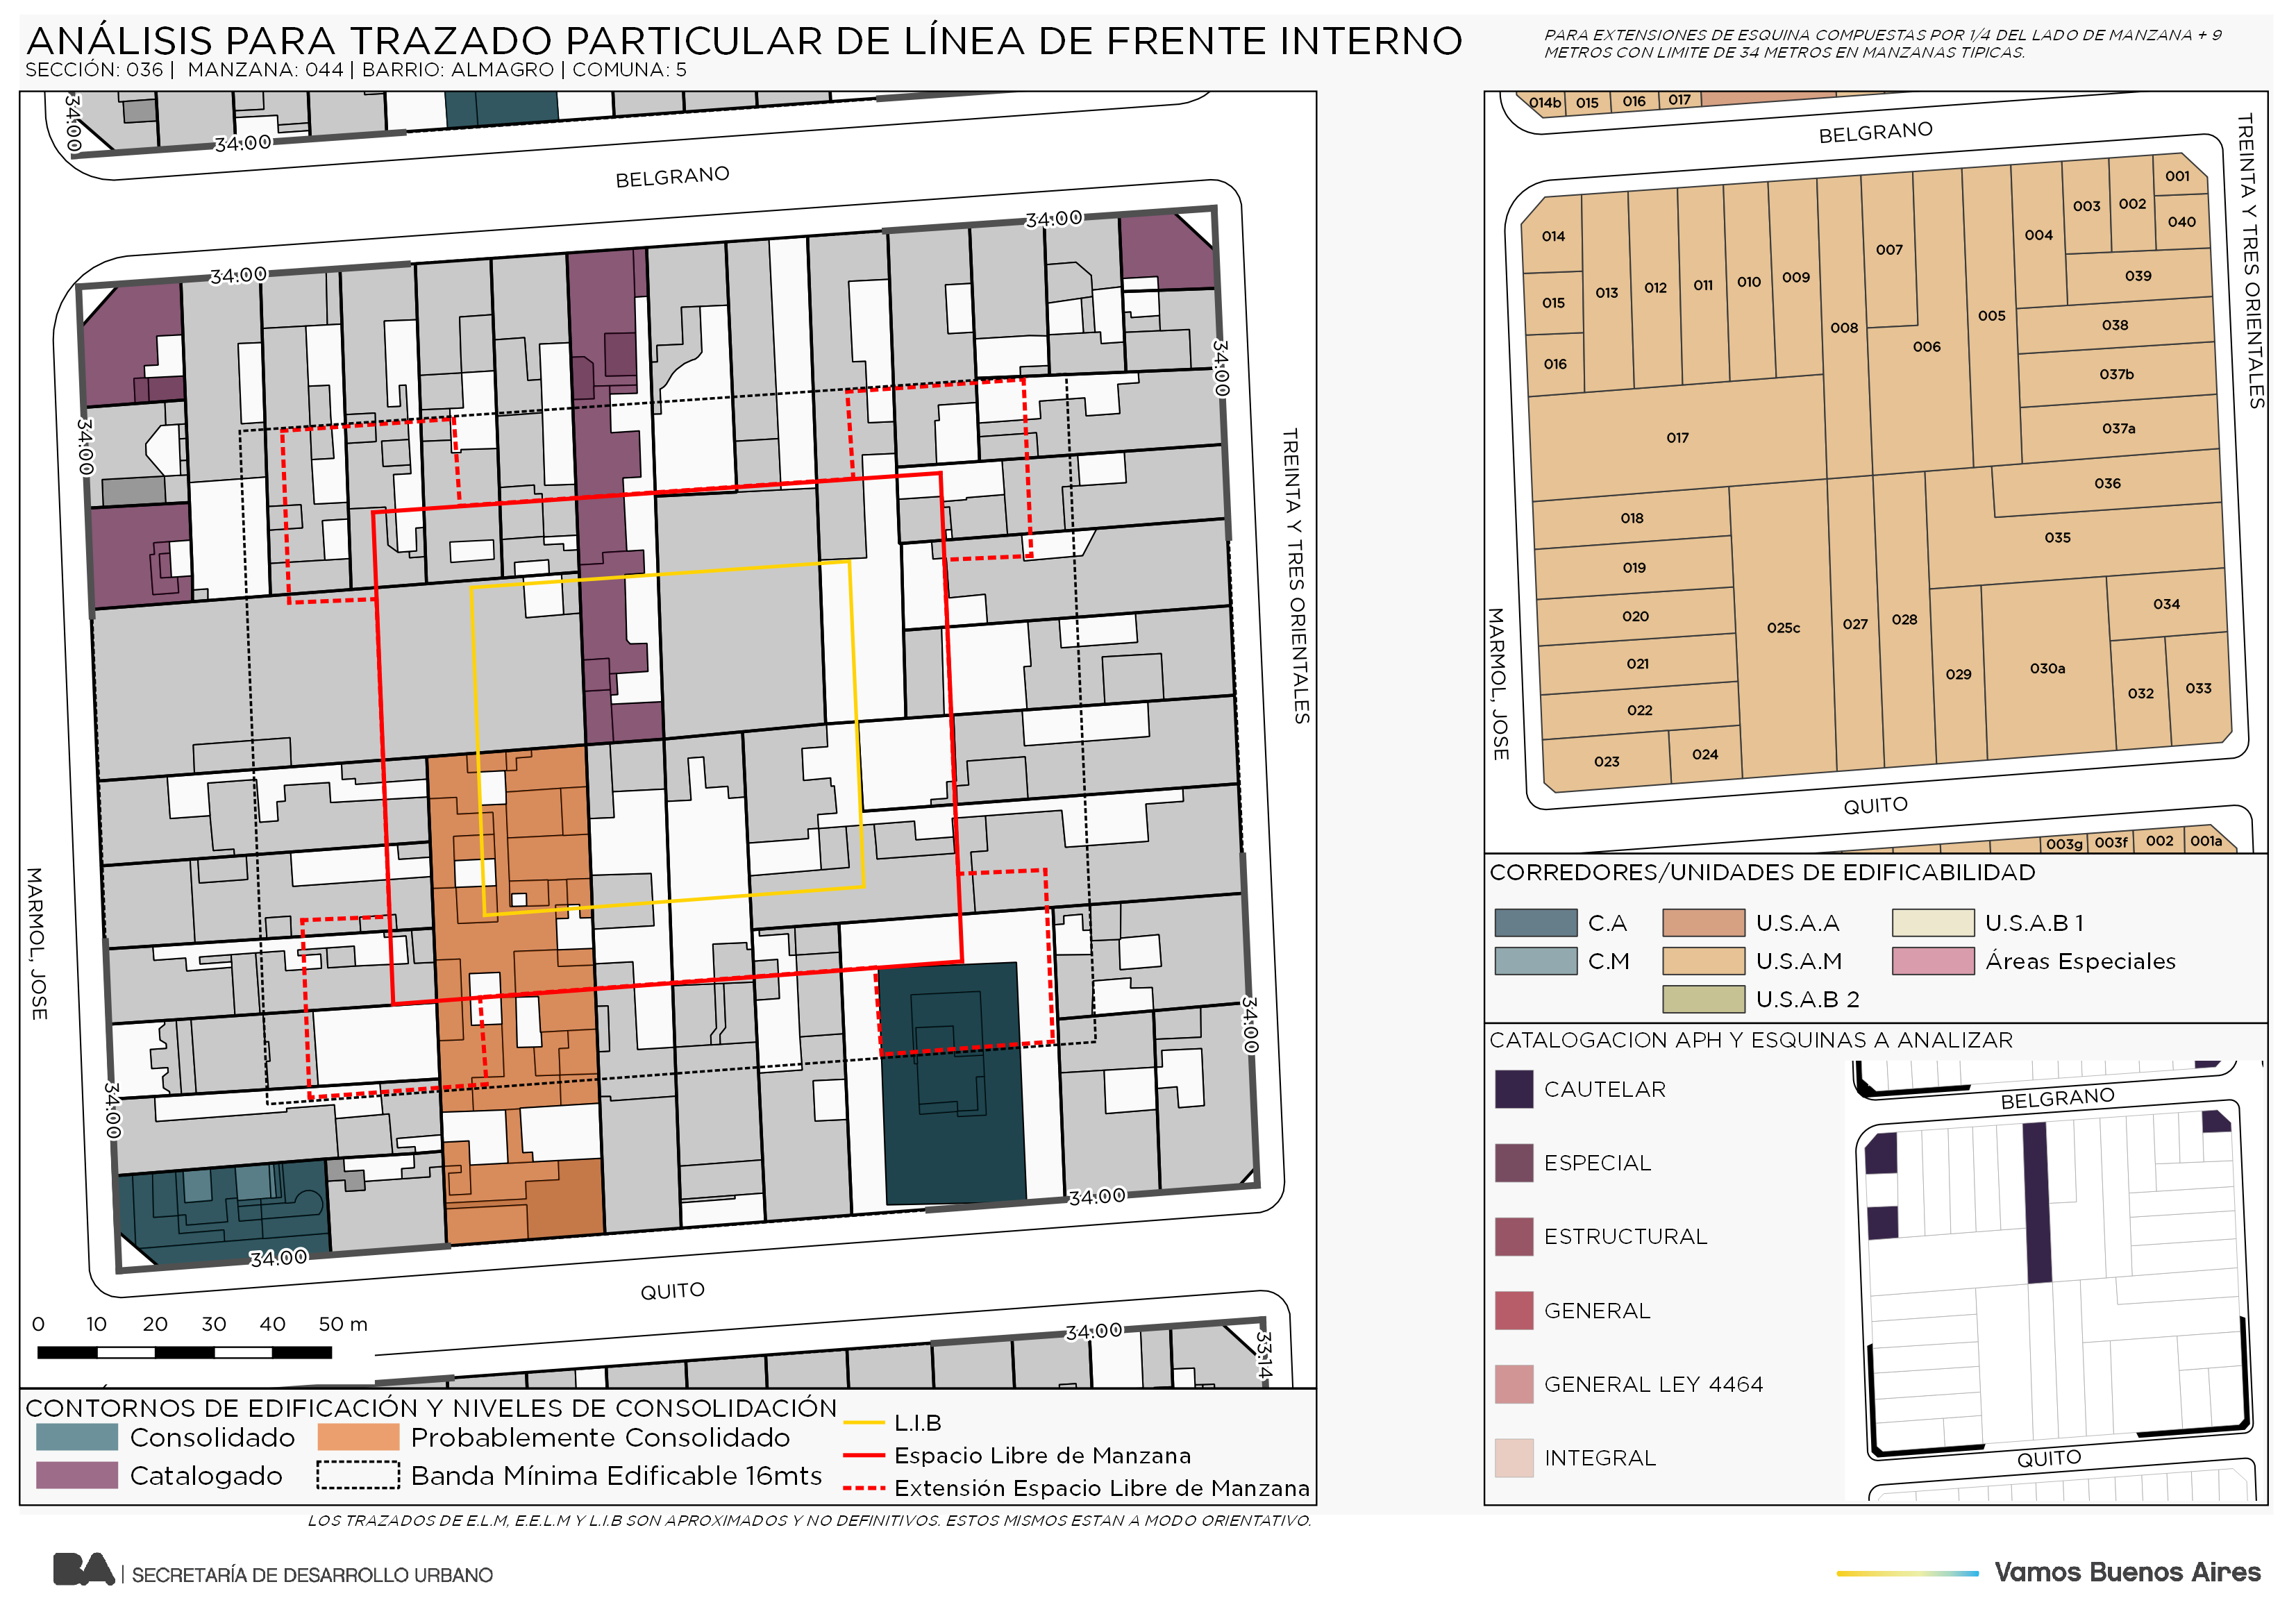 ANÁLISIS PARA TRAZADO PARTICULAR DE LÍNEA DE FRENTE INTERNO
SECCIÓN: 036 | MANZANA: 044 | BARRIO: ALMAGRO | COMUNA: 5
PARA EXTENSIONES DE ESQUINA COMPUESTAS POR 1/4 DEL LADO DE MANZANA + 9
METROS CON LIMITE DE 34 METROS EN MANZANAS TIPICAS.
34.00
34.00
BELGRANO
34.00
34.00
34.00
34.00
TREINTA Y TRES ORIENTALES
MARMOL, JOSE
34.00
34.00
34.00
34.00
QUITO
0 10 20 30 40 50 m
34.00
33.14
CONTORNOS DE EDIFICACIÓN Y NIVELES DE CONSOLIDACIÓN
Consolidado
Probablemente Consolidado
Catalogado
Banda Mínima Edificable 16mts
L.I.B
Espacio Libre de Manzana
Extensión Espacio Libre de Manzana
LOS TRAZADOS DE E.L.M, E.E.L.M Y L.I.B SON APROXIMADOS Y NO DEFINITIVOS. ESTOS MISMOS ESTAN A MODO ORIENTATIVO.
014b 015 016 017
BELGRANO
TREINTA Y TRES ORIENTALES
001
002
003
040
004
007
014
039
009
010
011
012
013
015
005
038
008
006
016
037b
037a
017
036
018
035
019
034
020
028
027
025c
021
030a
029
033
032
022
024
023
MARMOL, JOSE
QUITO
003g 003f 002 001a
CORREDORES/UNIDADES DE EDIFICABILIDAD
C.A
U.S.A.A
U.S.A.B 1
C.M
U.S.A.M
Áreas Especiales
U.S.A.B 2
CATALOGACION APH Y ESQUINAS A ANALIZAR
CAUTELAR
ESPECIAL
ESTRUCTURAL
GENERAL
GENERAL LEY 4464
INTEGRAL
BELGRANO
QUITO
BA | SECRETARÍA DE DESARROLLO URBANO
Vamos Buenos Aires